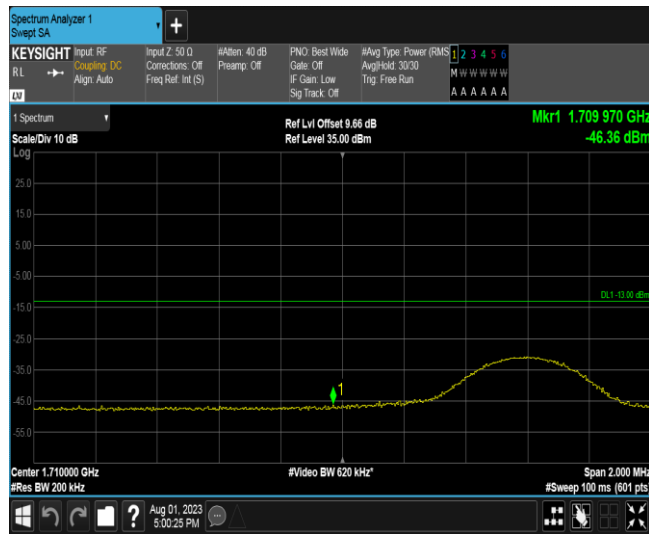 Spectrum Analyzer 1
Swept SA
+
KEYSIGHT
RL
LXI
Input: RF
Coupling: DC
Align: Auto
Input Z: 50 Ω
Corrections: Off
Freq Ref: Int (S)
#Atten: 40 dB
Preamp: Off
PNO: Best Wide
Gate: Off
IF Gain: Low
Sig Track: Off
#Avg Type: Power (RMS
Avg|Hold: 30/30
Trig: Free Run
1 2 3 4 5 6
M W W W W W
A A A A A A
1 Spectrum
Scale/Div 10 dB
Log
Ref Lvl Offset 9.66 dB
Ref Level 35.00 dBm
Mkr1 1.709 970 GHz
-46.36 dBm
25.0
15.0
5.00
-5.00
DL1 -13.00 dBm
-15.0
-25.0
-35.0
1
-45.0
-55.0
Center 1.710000 GHz
#Res BW 200 kHz
#Video BW 620 kHz*
Span 2.000 MHz
#Sweep 100 ms (601 pts
?
Aug 01, 2023
5:00:25 PM